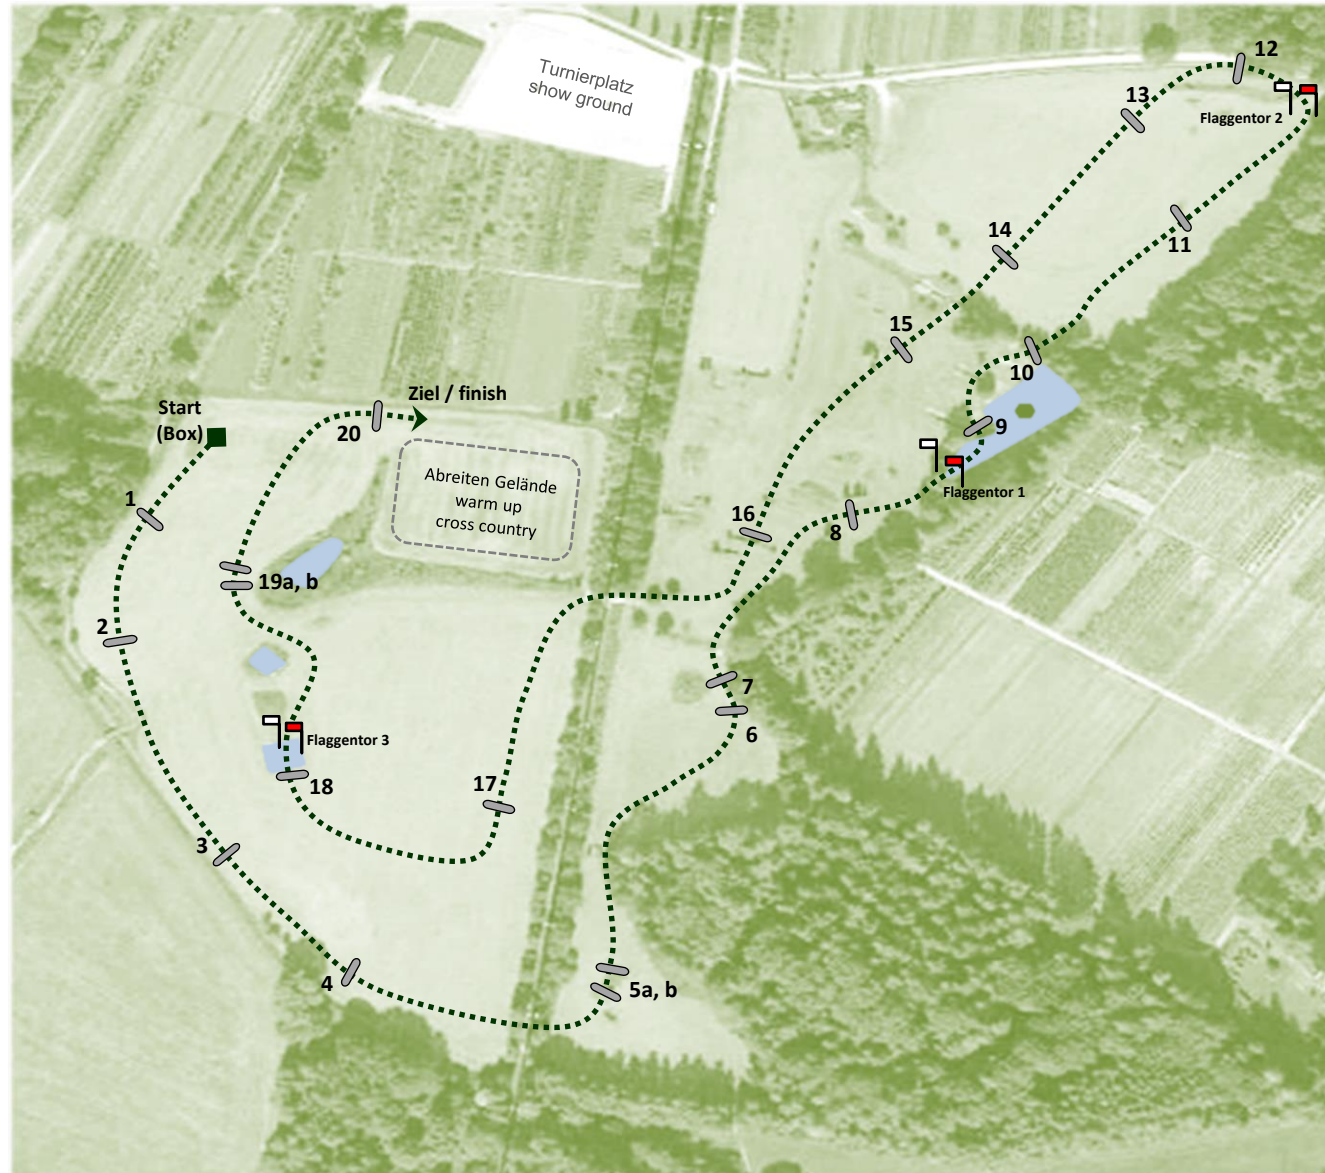 Turnierplatz
show ground
12
13
Flaggentor 2
14
11
15
10
Ziel / finish
Start
(Box)
20
9
Abreiten Gelände
warm up
cross country
Flaggentor 1
1
16
8
19a, b
2
7
6
Flaggentor 3
18
17
3
4
5a, b